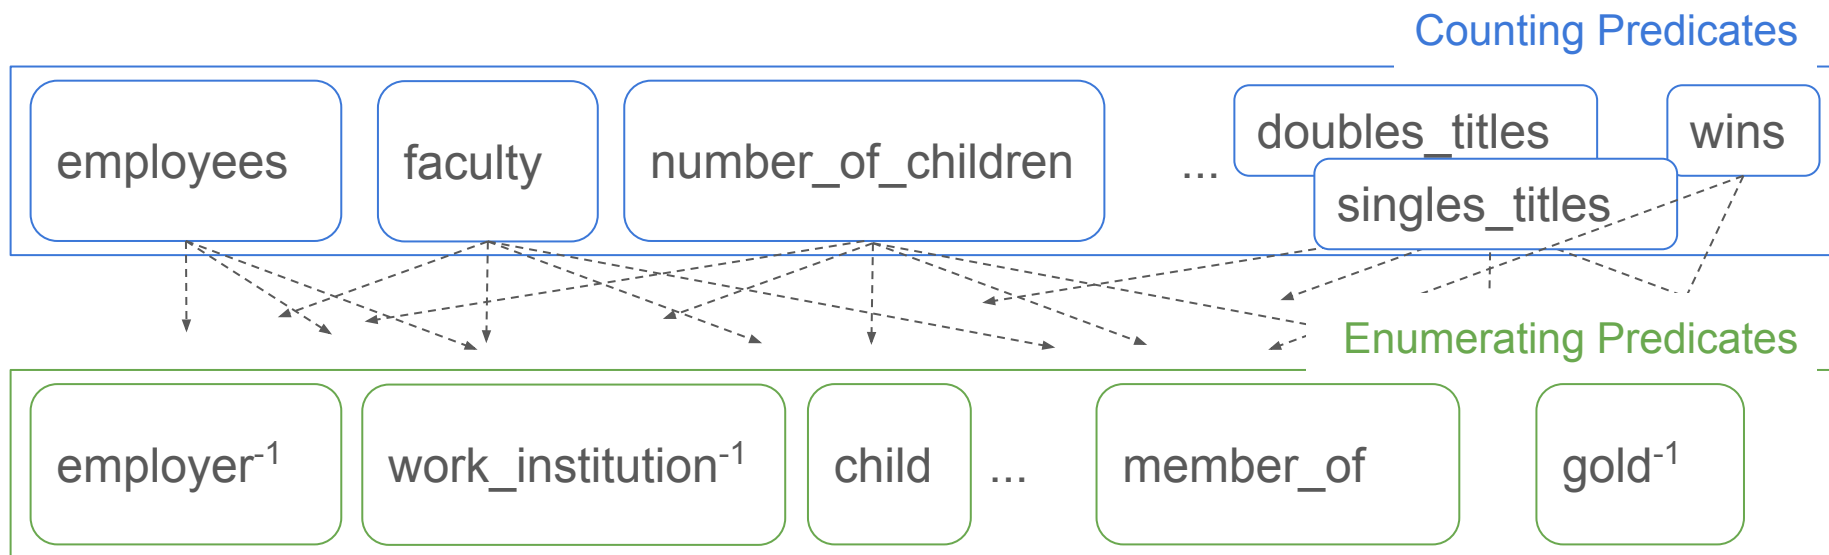 Counting Predicates
employees
faculty
number_of_children
...
doubles_titles
singles_titles
wins
Enumerating Predicates
employer⁻¹
work_institution⁻¹
child
...
member_of
gold⁻¹